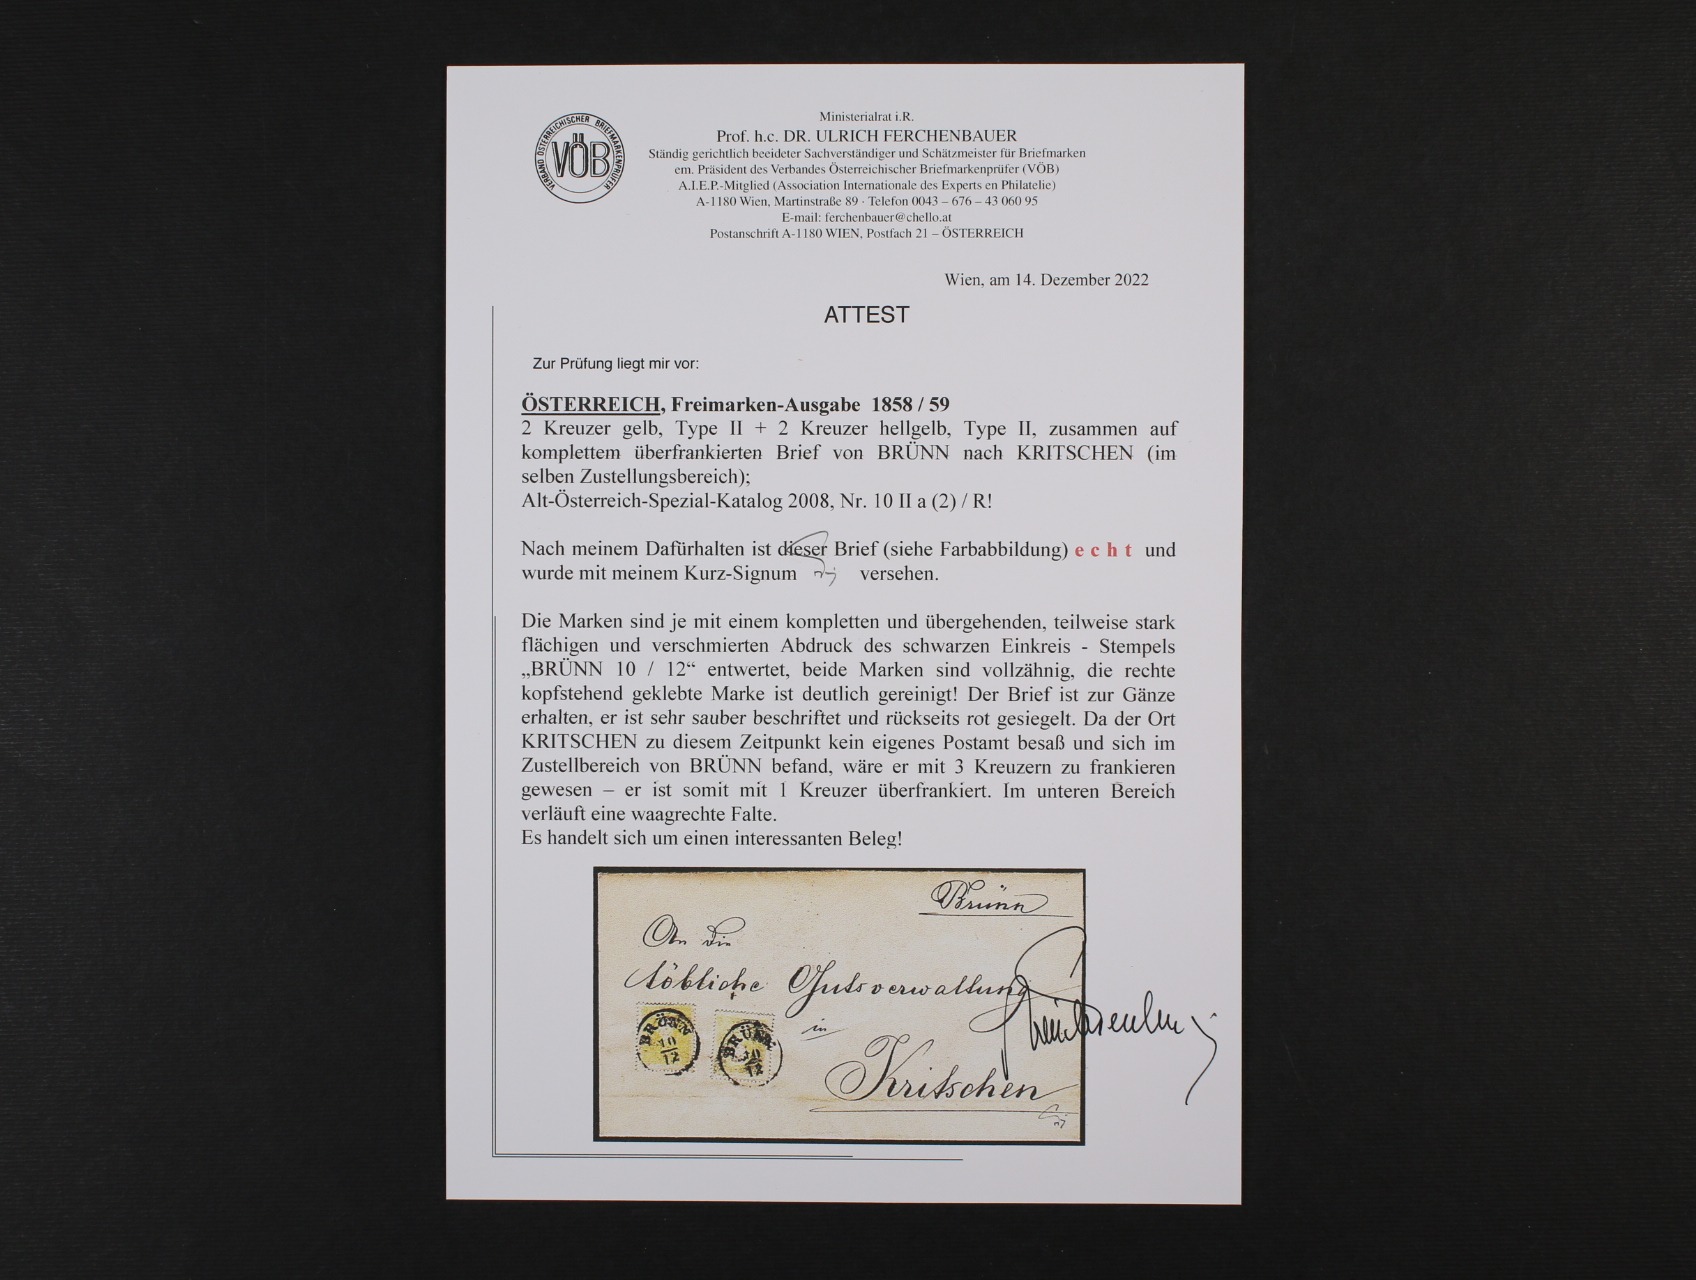 VERBAND ÖSTERREICHISCHER BRIEFMARKENPRÜFER
VÖB
Ministerialrat i.R.
Prof. h.c. DR. ULRICH FERCHENBAUER
Ständig gerichtlich beeideter Sachverständiger und Schätzmeister für Briefmarken
em. Präsident des Verbandes Österreichischer Briefmarkenprüfer (VÖB)
A.I.E.P.-Mitglied (Association Internationale des Experts en Philatelie)
A-1180 Wien, Martinstraße 89 · Telefon 0043 – 676 – 43 060 95
E-mail: ferchenbauer@chello.at
Postanschrift A-1180 WIEN, Postfach 21 – ÖSTERREICH
Wien, am 14. Dezember 2022
ATTEST
Zur Prüfung liegt mir vor:
ÖSTERREICH, Freimarken-Ausgabe 1858 / 59
2 Kreuzer gelb, Type II + 2 Kreuzer hellgelb, Type II, zusammen auf
komplettem überfrankierten Brief von BRÜNN nach KRITSCHEN (im
selben Zustellungsbereich);
Alt-Österreich-Spezial-Katalog 2008, Nr. 10 II a (2) / R!
Nach meinem Dafürhalten ist dieser Brief (siehe Farbabbildung) e c h t und
wurde mit meinem Kurz-Signum versehen.
Die Marken sind je mit einem kompletten und übergehenden, teilweise stark
flächigen und verschmierten Abdruck des schwarzen Einkreis - Stempels
„BRÜNN 10 / 12“ entwertet, beide Marken sind vollzähnig, die rechte
kopfstehend geklebte Marke ist deutlich gereinigt! Der Brief ist zur Gänze
erhalten, er ist sehr sauber beschriftet und rückseits rot gesiegelt. Da der Ort
KRITSCHEN zu diesem Zeitpunkt kein eigenes Postamt besaß und sich im
Zustellbereich von BRÜNN befand, wäre er mit 3 Kreuzern zu frankieren
gewesen – er ist somit mit 1 Kreuzer überfrankiert. Im unteren Bereich
verläuft eine waagrechte Falte.
Es handelt sich um einen interessanten Beleg!
Brünn
An die
löbliche Gutsverwaltung
in
Kritschen
BRÜNN
10
12
BRÜNN
10
12